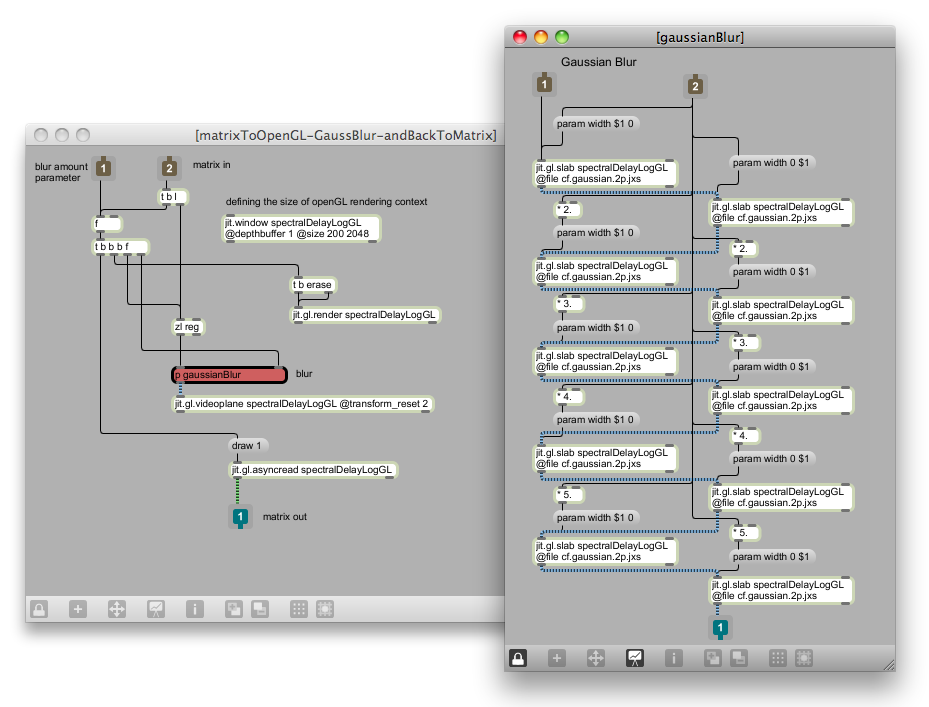 [matrixToOpenGL-GaussBlur-andBackToMatrix]
blur amount
parameter
1
2
matrix in
t b l
defining the size of openGL rendering context
jit.window spectralDelayLogGL
@depthbuffer 1 @size 200 2048
f
t b b b f
t b erase
jit.gl.render spectralDelayLogGL
zl reg
p gaussianBlur
blur
jit.gl.videoplane spectralDelayLogGL @transform_reset 2
draw 1
jit.gl.asyncread spectralDelayLogGL
1
matrix out
[gaussianBlur]
Gaussian Blur
1
2
param width $1 0
param width 0 $1
jit.gl.slab spectralDelayLogGL
@file cf.gaussian.2p.jxs
jit.gl.slab spectralDelayLogGL
@file cf.gaussian.2p.jxs
* 2.
param width $1 0
* 2.
jit.gl.slab spectralDelayLogGL
@file cf.gaussian.2p.jxs
param width 0 $1
* 3.
jit.gl.slab spectralDelayLogGL
@file cf.gaussian.2p.jxs
param width $1 0
* 3.
jit.gl.slab spectralDelayLogGL
@file cf.gaussian.2p.jxs
param width 0 $1
* 4.
jit.gl.slab spectralDelayLogGL
@file cf.gaussian.2p.jxs
param width $1 0
* 4.
jit.gl.slab spectralDelayLogGL
@file cf.gaussian.2p.jxs
param width 0 $1
* 5.
jit.gl.slab spectralDelayLogGL
@file cf.gaussian.2p.jxs
param width $1 0
* 5.
jit.gl.slab spectralDelayLogGL
@file cf.gaussian.2p.jxs
param width 0 $1
jit.gl.slab spectralDelayLogGL
@file cf.gaussian.2p.jxs
1